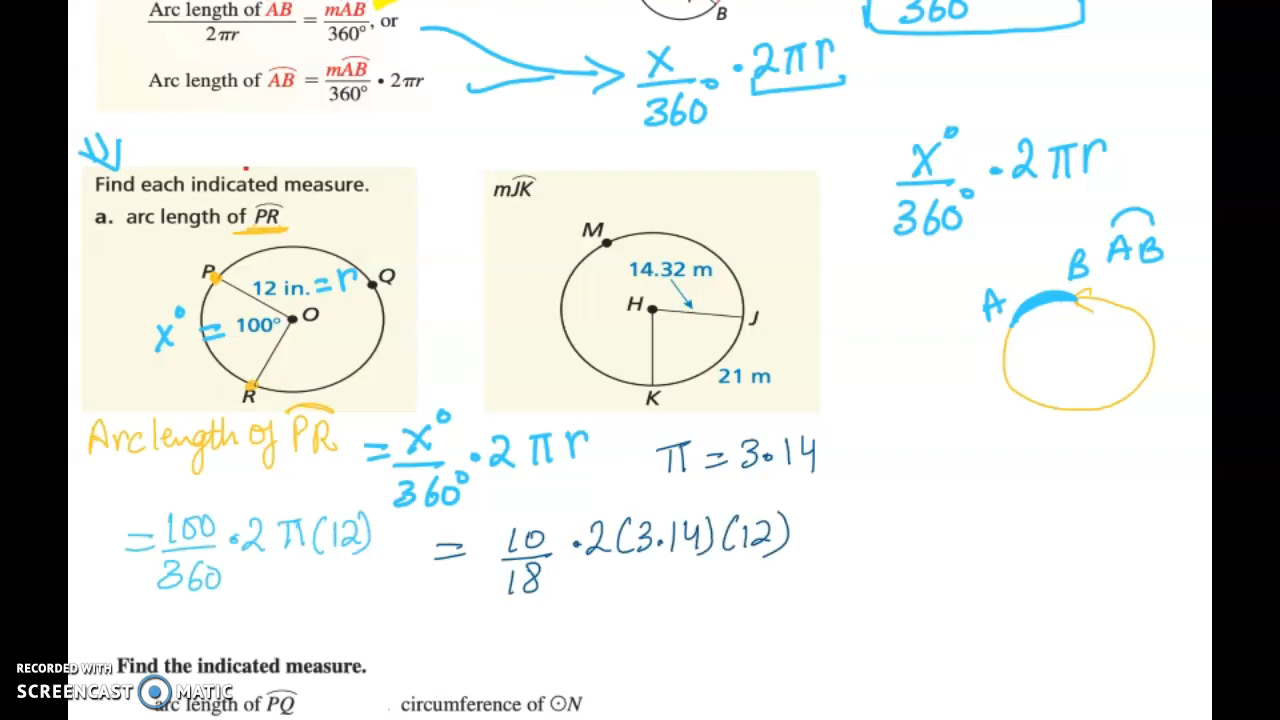 Arc length of AB / 2πr = mAB / 360°, or
B
360
Arc length of AB = mAB / 360° • 2πr
x / 360° · 2πr
x° / 360° · 2πr
Find each indicated measure.
a. arc length of PR
P
Q
12 in. = r
O
x° = 100°
R
mJK
M
14.32 m
H
J
21 m
K
AB
B
A
Arc length of PR = x° / 360° · 2πr
π = 3.14
= 100 / 360 · 2π(12)
= 10 / 18 · 2(3.14)(12)
Find the indicated measure.
arc length of PQ
circumference of ⊙N
RECORDED WITH
SCREENCAST MATIC